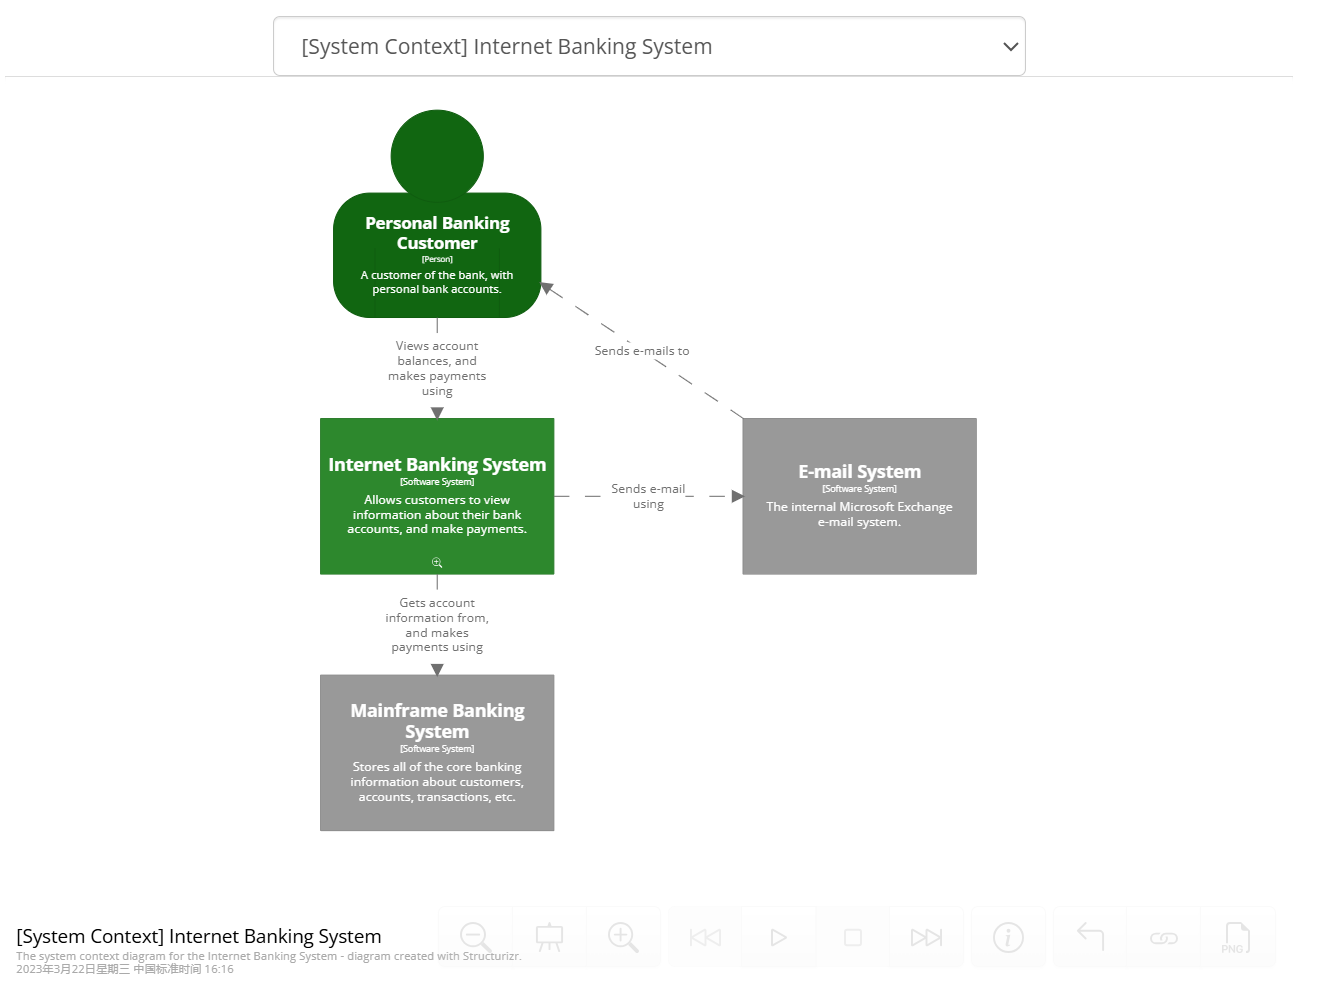 [System Context] Internet Banking System
Personal Banking
Customer
[Person]
A customer of the bank, with
personal bank accounts.
Views account
balances, and
makes payments
using
Sends e-mails to
Internet Banking System
[Software System]
Allows customers to view
information about their bank
accounts, and make payments.
Sends e-mail
using
E-mail System
[Software System]
The internal Microsoft Exchange
e-mail system.
Gets account
information from,
and makes
payments using
Mainframe Banking
System
[Software System]
Stores all of the core banking
information about customers,
accounts, transactions, etc.
[System Context] Internet Banking System
The system context diagram for the Internet Banking System - diagram created with Structurizr.
2023年3月22日星期三 中国标准时间 16:16
PNG